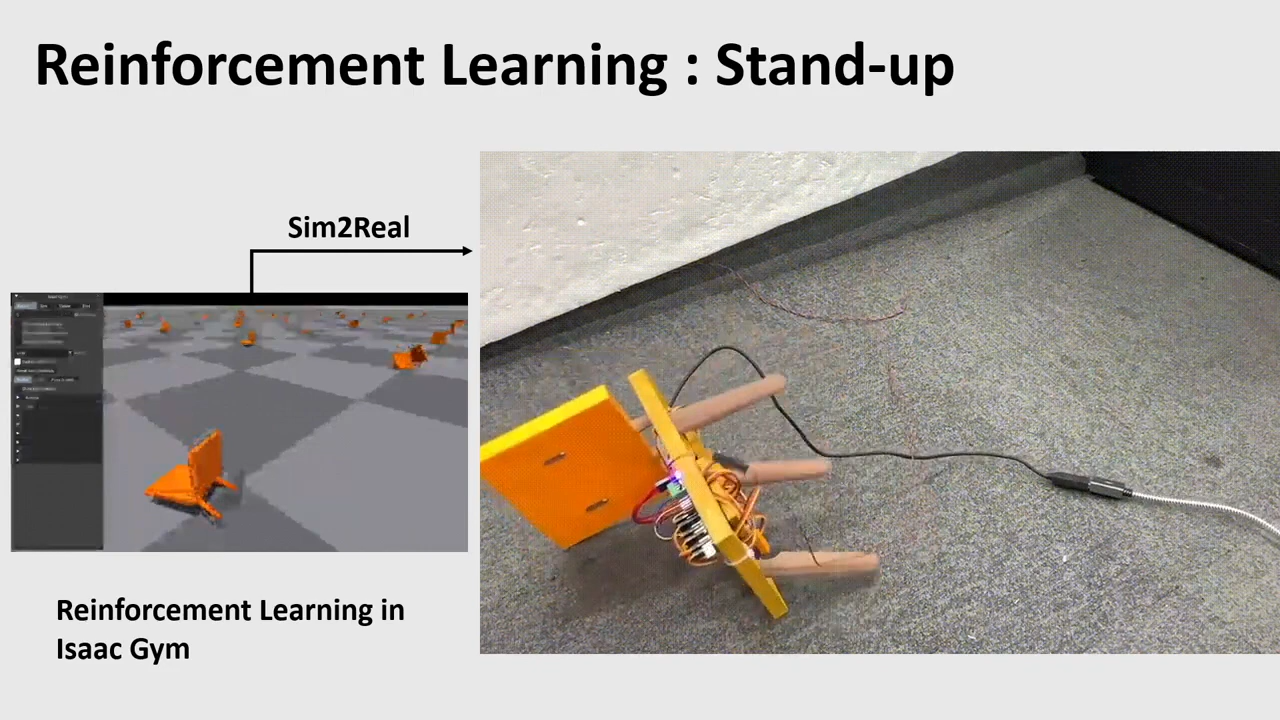 Reinforcement Learning : Stand-up
Sim2Real
Reinforcement Learning in
Isaac Gym